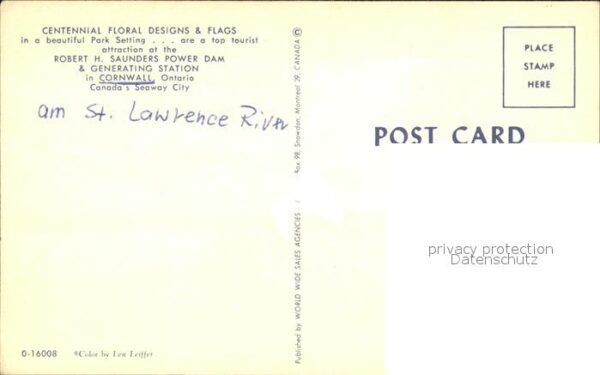 CENTENNIAL FLORAL DESIGNS & FLAGS
in a beautiful Park Setting . . . are a top tourist
attraction at the
ROBERT H. SAUNDERS POWER DAM
& GENERATING STATION
in CORNWALL, Ontario
Canada's Seaway City
am St. Lawrence River
0-16008 *Color by Len Leiffer
Published by WORLD WIDE SALES AGENCIES / Box 98, Snowdon, Montreal 29, CANADA ©
PLACE
STAMP
HERE
POST CARD
privacy protection
Datenschutz